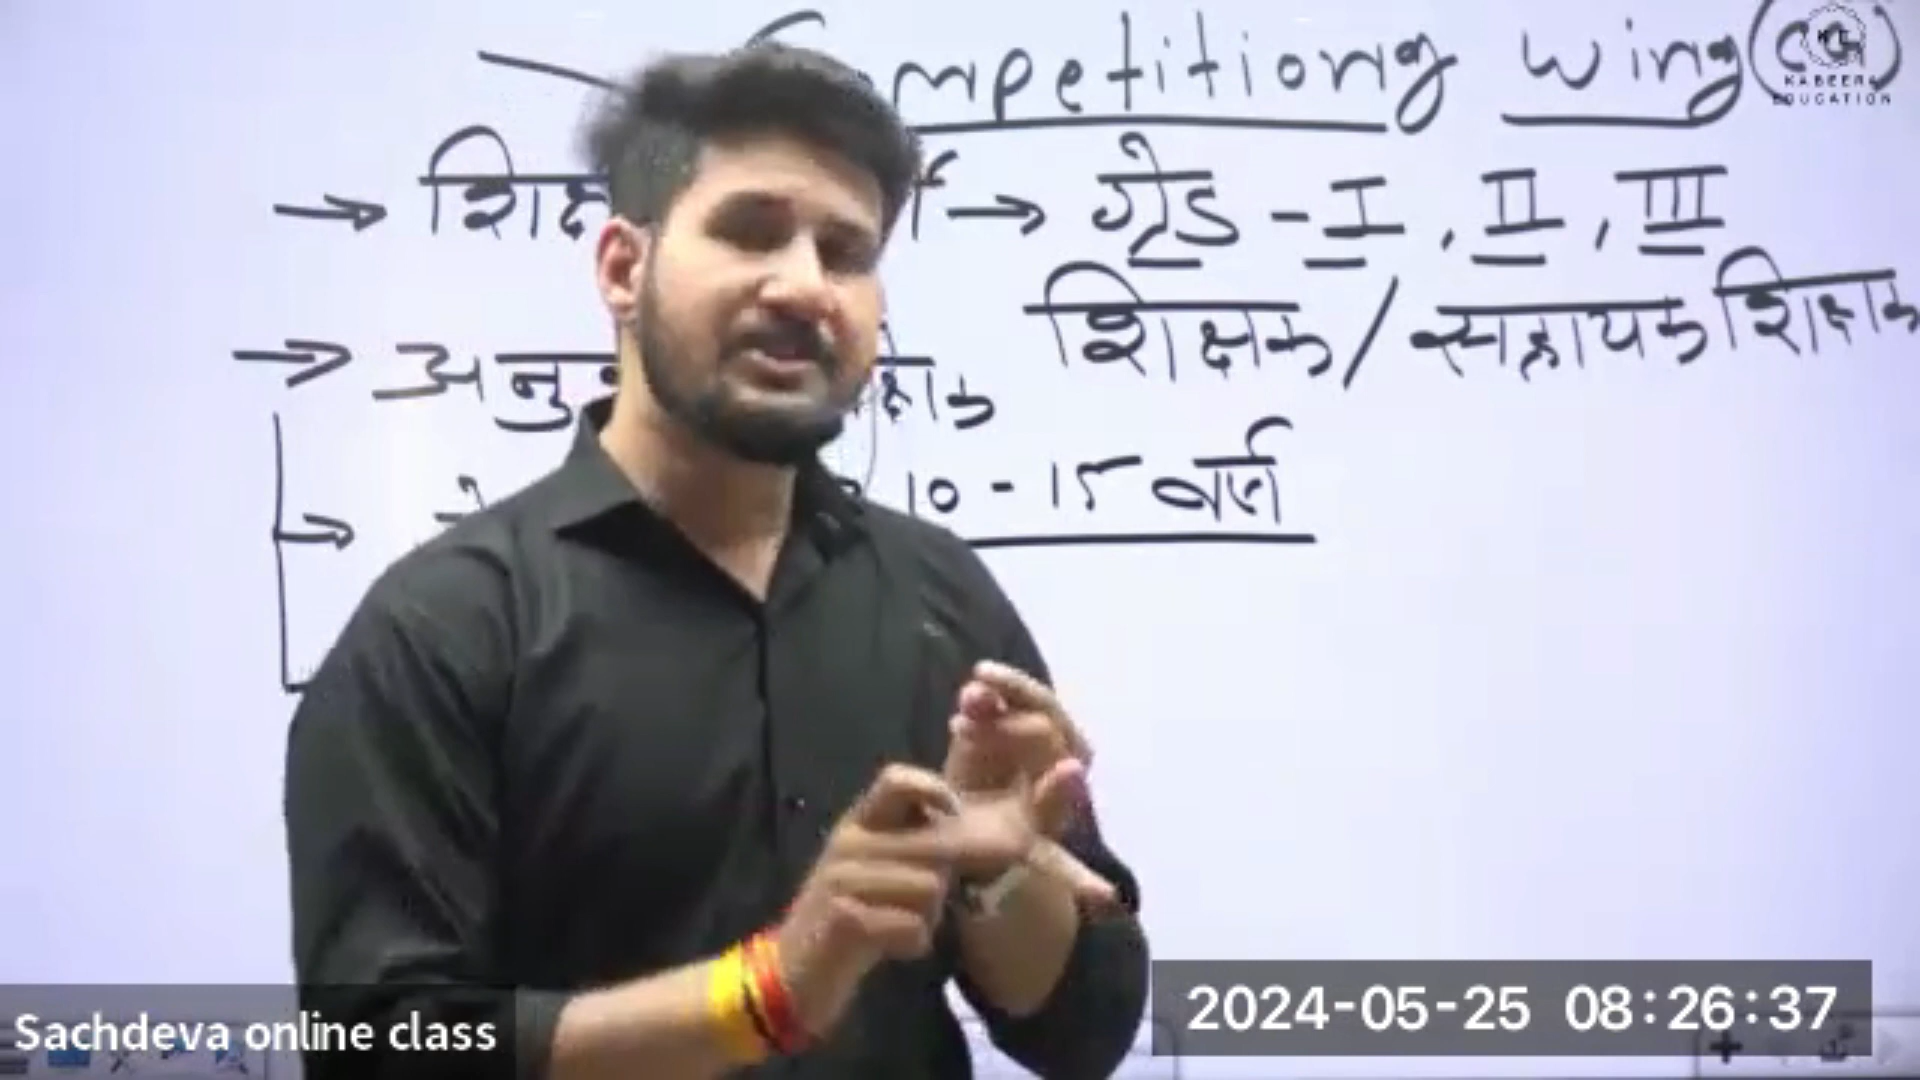 Competitiong wing (CG)
KABEER EDUCATION
→ → ग्रेड - I , II , III
शिक्षक / सहायक शिक्षक
→
→ 10 - 15 वर्ष
2024-05-25 08:26:37
Sachdeva online class